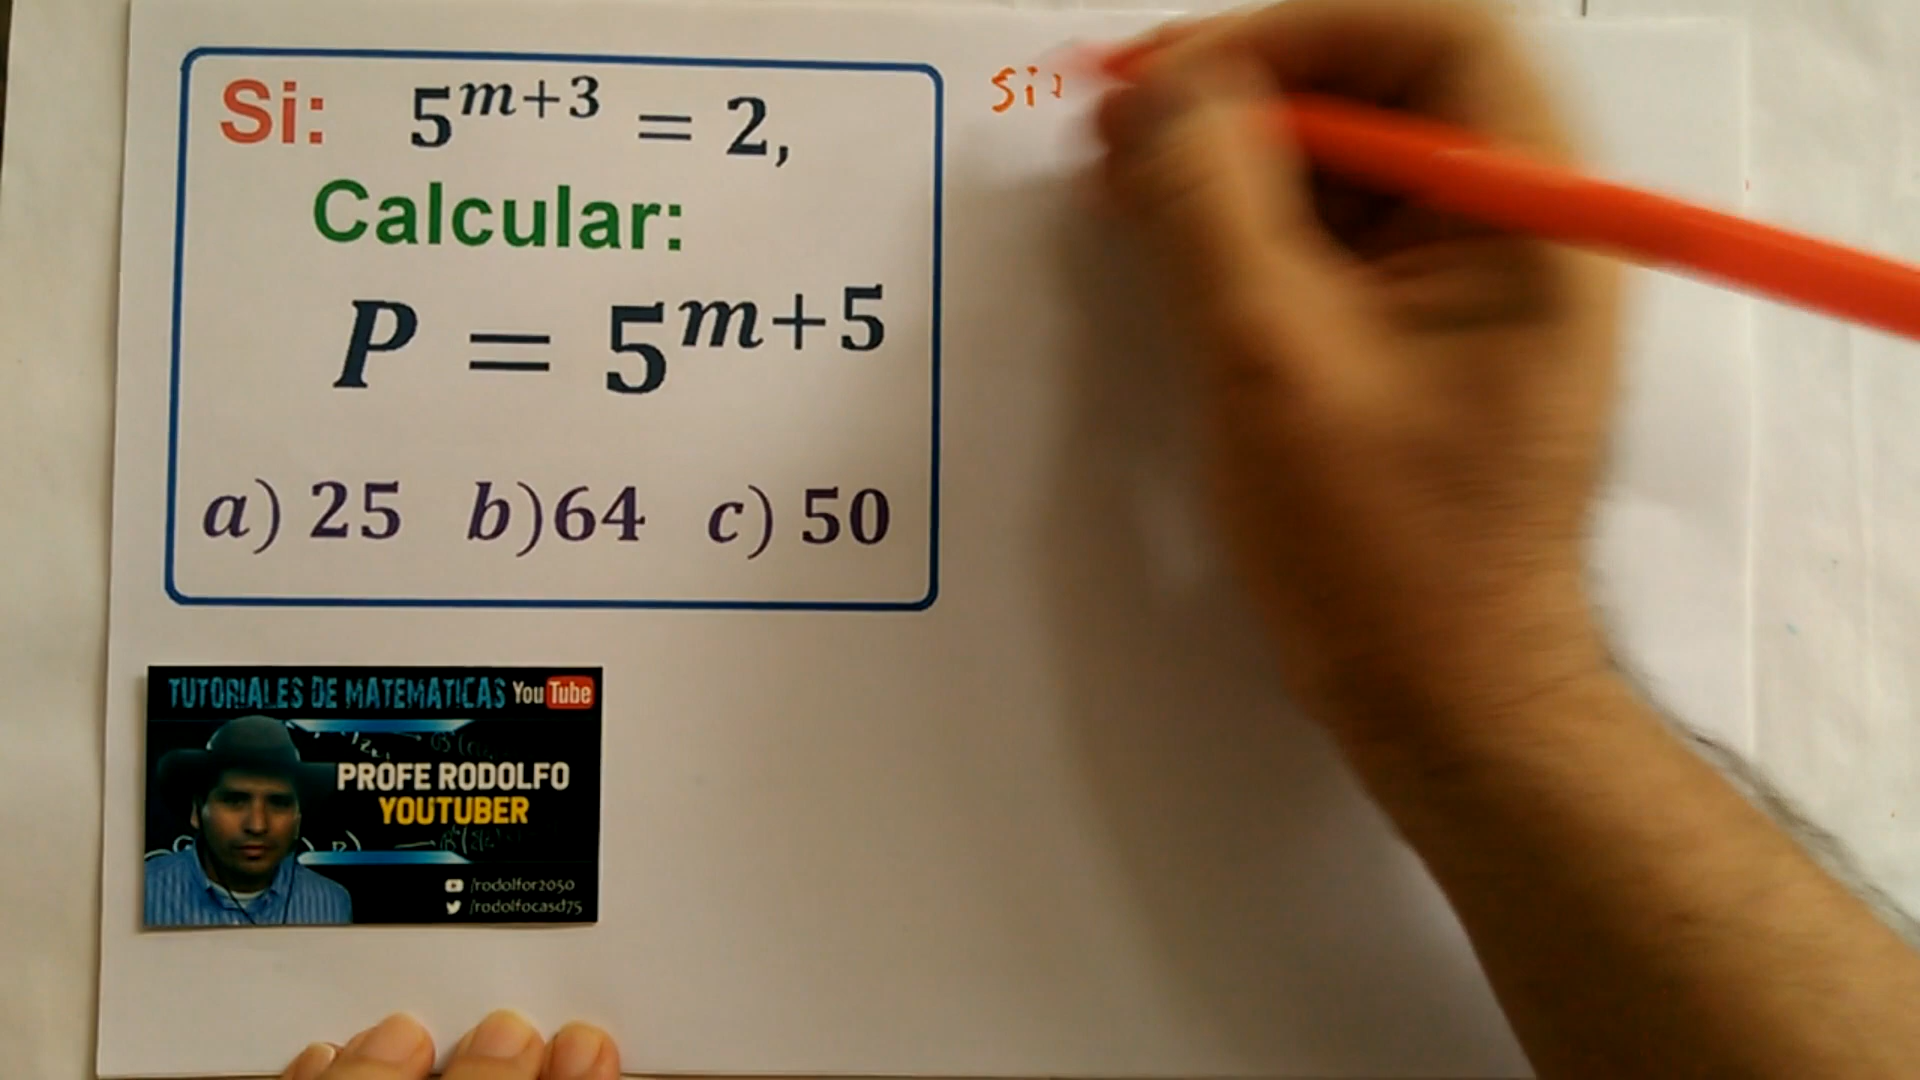 Si: 5^{m+3} = 2,
Calcular:
P = 5^{m+5}
a) 25 b)64 c) 50
Si:
TUTORIALES DE MATEMATICAS YouTube
PROFE RODOLFO
YOUTUBER
/rodolfor2050
/rodolfocasd75